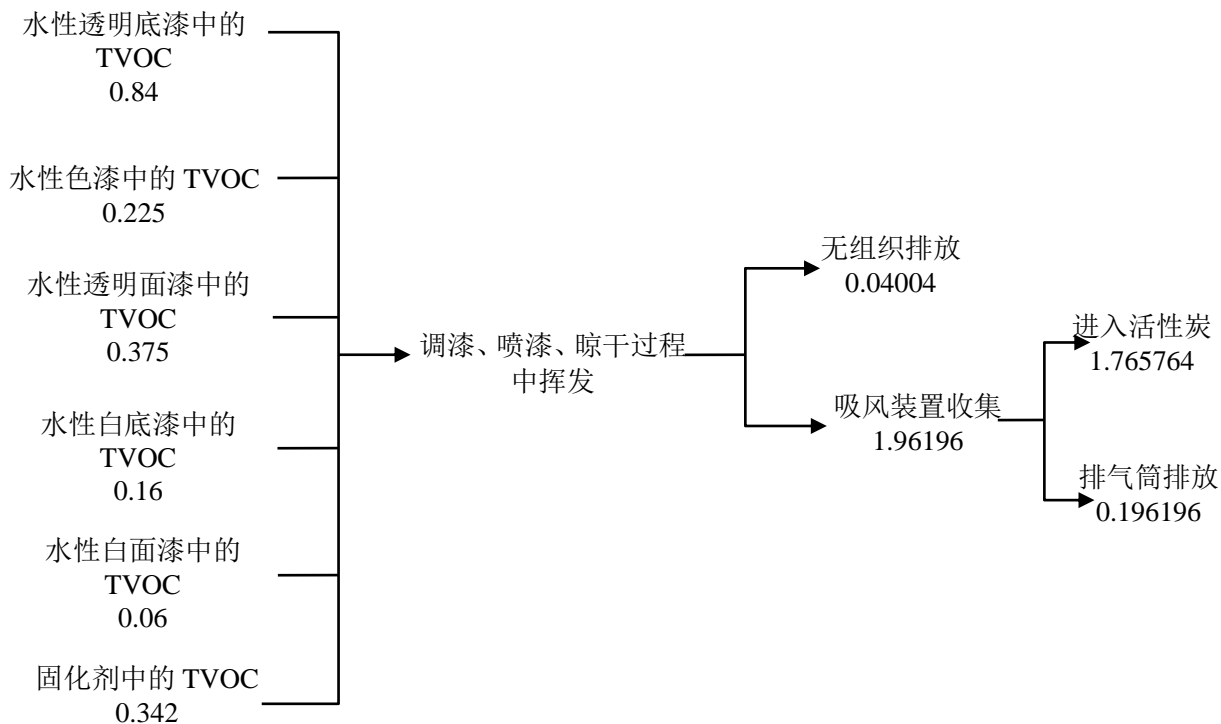 水性透明底漆中的
TVOC
0.84
水性色漆中的 TVOC
0.225
水性透明面漆中的
TVOC
0.375
水性白底漆中的
TVOC
0.16
水性白面漆中的
TVOC
0.06
固化剂中的 TVOC
0.342
调漆、喷漆、晾干过程
中挥发
无组织排放
0.04004
吸风装置收集
1.96196
进入活性炭
1.765764
排气筒排放
0.196196